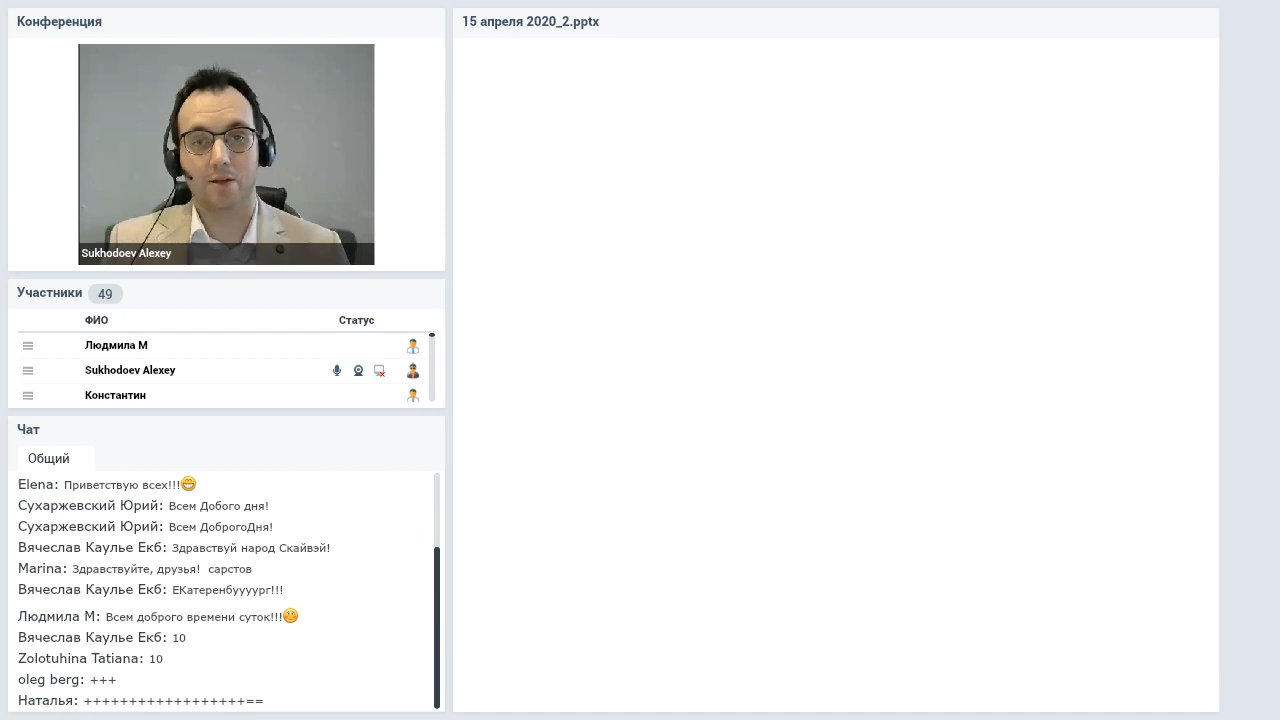 Конференция
Sukhodoev Alexey
Участники 49
ФИО Статус
Людмила М
Sukhodoev Alexey
Константин
Чат
Общий
Elena: Приветствую всех!!!
Сухаржевский Юрий: Всем Добого дня!
Сухаржевский Юрий: Всем ДоброгоДня!
Вячеслав Каулье Екб: Здравствуй народ Скайвэй!
Marina: Здравствуйте, друзья! сарстов
Вячеслав Каулье Екб: ЕКатеренбуууург!!!
Людмила М: Всем доброго времени суток!!!
Вячеслав Каулье Екб: 10
Zolotuhina Tatiana: 10
oleg berg: +++
Наталья: ++++++++++++++++++==
15 апреля 2020_2.pptx